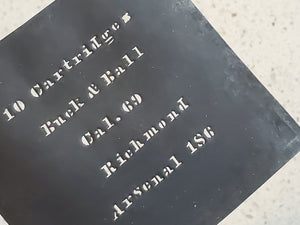 10 Cartridges
Buck & Ball
Cal. 69
Richmond
Arsenal 186